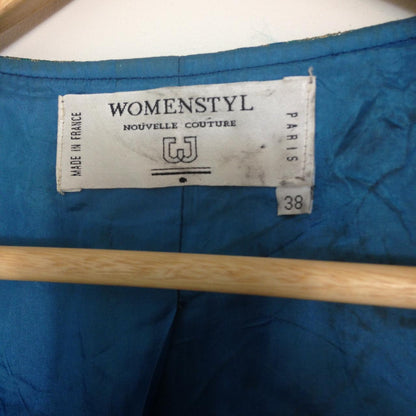 WOMENSTYL
NOUVELLE COUTURE
MADE IN FRANCE
PARIS
38